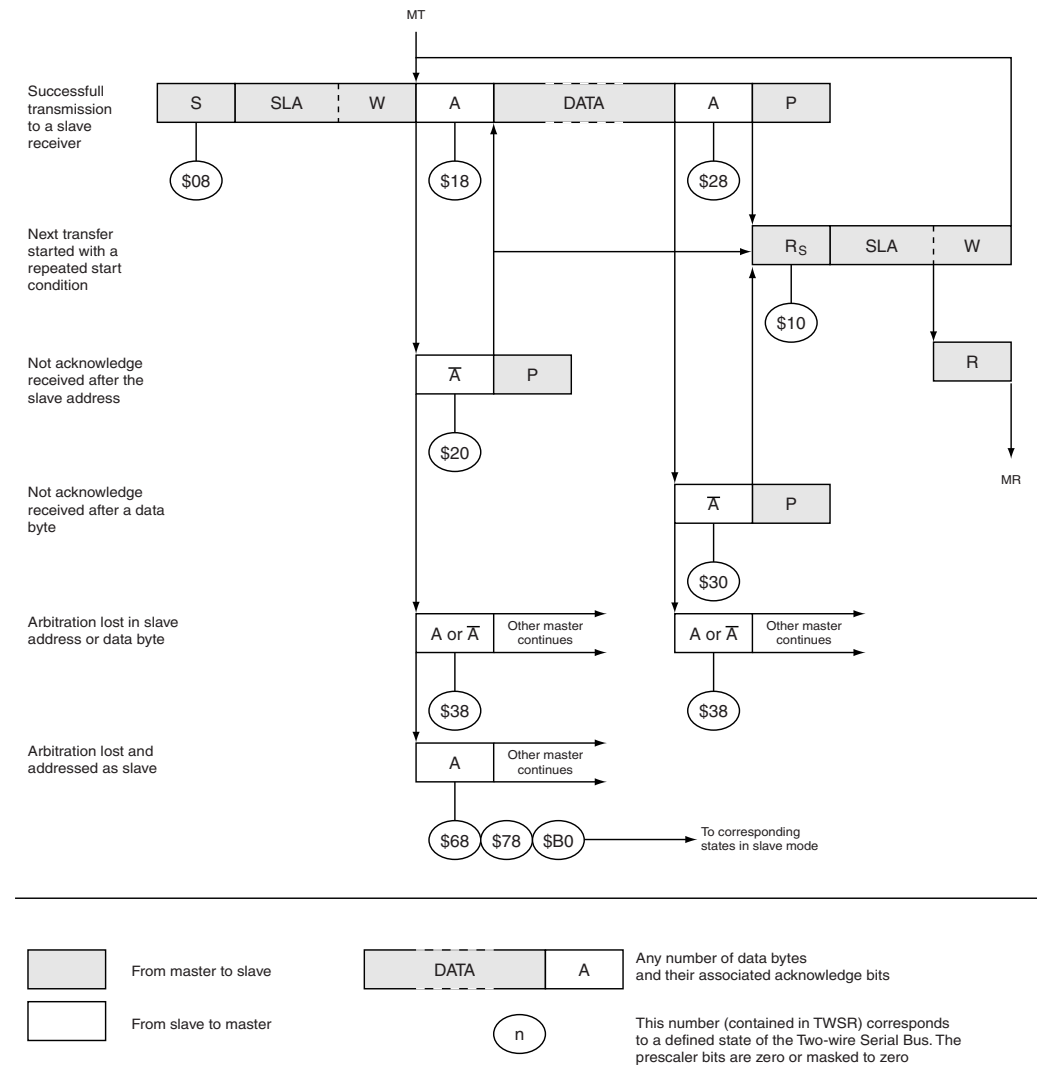 MT
Successfull
transmission
to a slave
receiver
S SLA W A DATA A P
$08 $18 $28
Next transfer
started with a
repeated start
condition
RS SLA W
$10
Not acknowledge
received after the
slave address
A̅ P
R
$20
MR
Not acknowledge
received after a data
byte
A̅ P
$30
Arbitration lost in slave
address or data byte
A or A̅ Other master
continues
A or A̅ Other master
continues
$38 $38
Arbitration lost and
addressed as slave
A Other master
continues
$68 $78 $B0
To corresponding
states in slave mode
From master to slave
DATA A
Any number of data bytes
and their associated acknowledge bits
From slave to master
n
This number (contained in TWSR) corresponds
to a defined state of the Two-wire Serial Bus. The
prescaler bits are zero or masked to zero